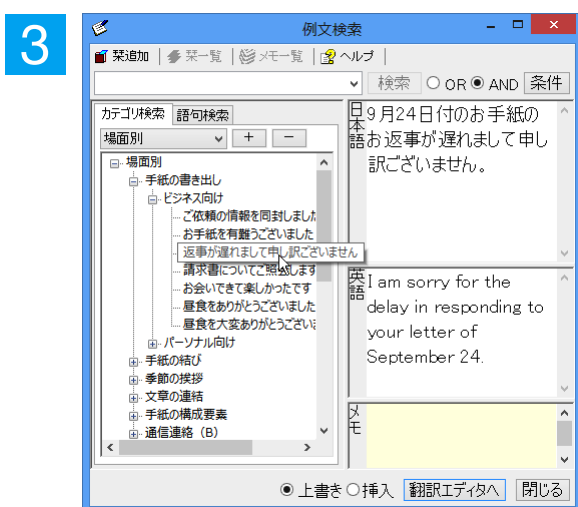 3
例文検索
栞追加 栞一覧 メモ一覧 ヘルプ
検索 OR AND 条件
カテゴリ検索 語句検索
場面別 + −
場面別
手紙の書き出し
ビジネス向け
ご依頼の情報を同封しました
お手紙を有難うございました
返事が遅れまして申し訳ございません
請求書についてご照会します
お会いできて楽しかったです
昼食をありがとうございました
昼食を大変ありがとうござい
パーソナル向け
手紙の結び
季節の挨拶
文章の連結
手紙の構成要素
通信連絡（B）
日本語
9月24日付のお手紙の
お返事が遅れまして申し
訳ございません。
英語
I am sorry for the
delay in responding to
your letter of
September 24.
メモ
上書き 挿入 翻訳エディタへ 閉じる